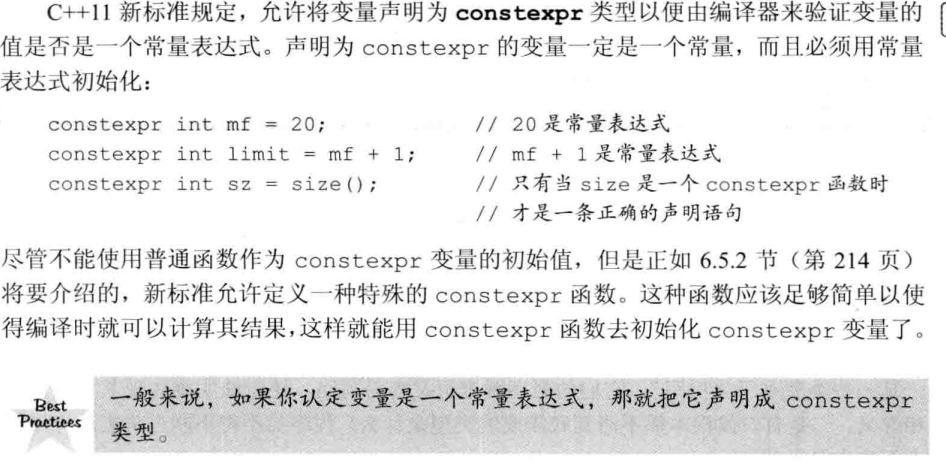 C++11 新标准规定，允许将变量声明为 constexpr 类型以便由编译器来验证变量的
值是否是一个常量表达式。声明为 constexpr 的变量一定是一个常量，而且必须用常量
表达式初始化：
constexpr int mf = 20; // 20 是常量表达式
constexpr int limit = mf + 1; // mf + 1 是常量表达式
constexpr int sz = size(); // 只有当 size 是一个 constexpr 函数时
// 才是一条正确的声明语句
尽管不能使用普通函数作为 constexpr 变量的初始值，但是正如 6.5.2 节（第 214 页）
将要介绍的，新标准允许定义一种特殊的 constexpr 函数。这种函数应该足够简单以使
得编译时就可以计算其结果，这样就能用 constexpr 函数去初始化 constexpr 变量了。
Best
Practices
一般来说，如果你认定变量是一个常量表达式，那就把它声明成 constexpr
类型。